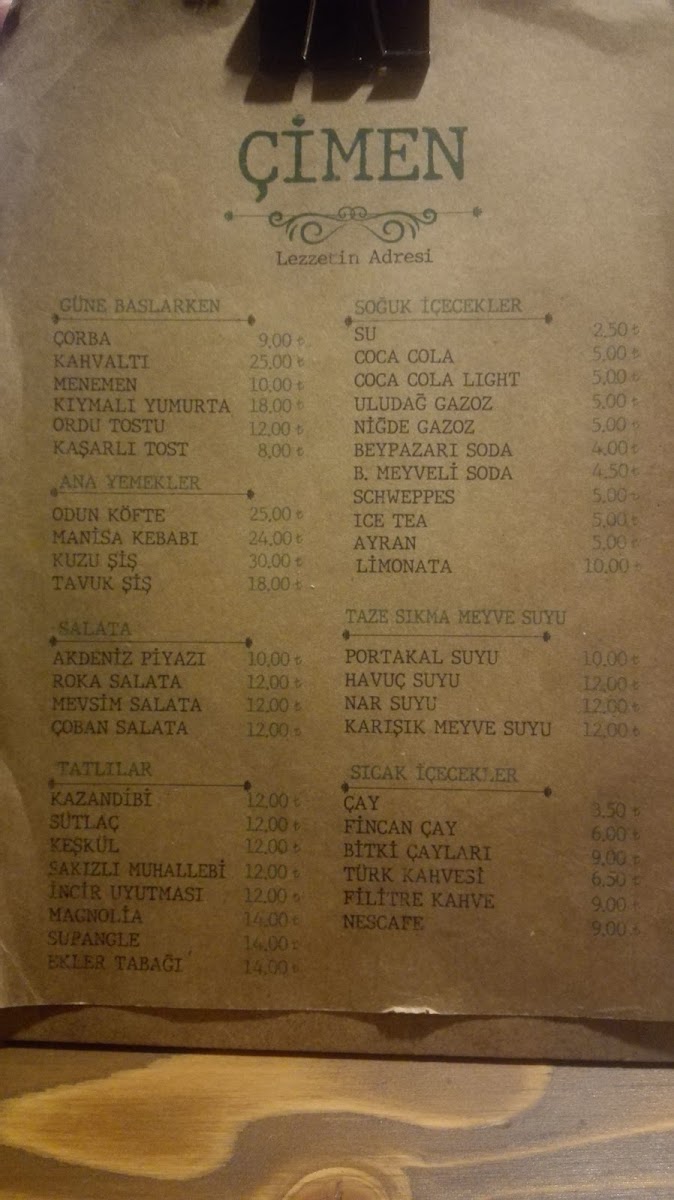 ÇİMEN
Lezzetin Adresi
GÜNE BASLARKEN
ÇORBA 9,00 ₺
KAHVALTI 25,00 ₺
MENEMEN 10,00 ₺
KIYMALI YUMURTA 18,00 ₺
ORDU TOSTU 12,00 ₺
KAŞARLI TOST 8,00 ₺
ANA YEMEKLER
ODUN KÖFTE 25,00 ₺
MANİSA KEBABI 24,00 ₺
KUZU ŞİŞ 30,00 ₺
TAVUK ŞİŞ 18,00 ₺
SALATA
AKDENİZ PİYAZI 10,00 ₺
ROKA SALATA 12,00 ₺
MEVSİM SALATA 12,00 ₺
ÇOBAN SALATA 12,00 ₺
TATLILAR
KAZANDİBİ 12,00 ₺
SÜTLAÇ 12,00 ₺
KEŞKÜL 12,00 ₺
SAKIZLI MUHALLEBİ 12,00 ₺
İNCİR UYUTMASI 12,00 ₺
MAGNOLİA 14,00 ₺
SUPANGLE 14,00 ₺
EKLER TABAĞI 14,00 ₺
SOĞUK İÇECEKLER
SU 2,50 ₺
COCA COLA 5,00 ₺
COCA COLA LIGHT 5,00 ₺
ULUDAĞ GAZOZ 5,00 ₺
NİĞDE GAZOZ 5,00 ₺
BEYPAZARI SODA 4,00 ₺
B. MEYVELİ SODA 4,50 ₺
SCHWEPPES 5,00 ₺
ICE TEA 5,00 ₺
AYRAN 5,00 ₺
LİMONATA 10,00 ₺
TAZE SIKMA MEYVE SUYU
PORTAKAL SUYU 10,00 ₺
HAVUÇ SUYU 12,00 ₺
NAR SUYU 12,00 ₺
KARIŞIK MEYVE SUYU 12,00 ₺
SICAK İÇECEKLER
ÇAY 3,50 ₺
FİNCAN ÇAY 6,00 ₺
BİTKİ ÇAYLARI 9,00 ₺
TÜRK KAHVESİ 6,50 ₺
FİLİTRE KAHVE 9,00 ₺
NESCAFE 9,00 ₺